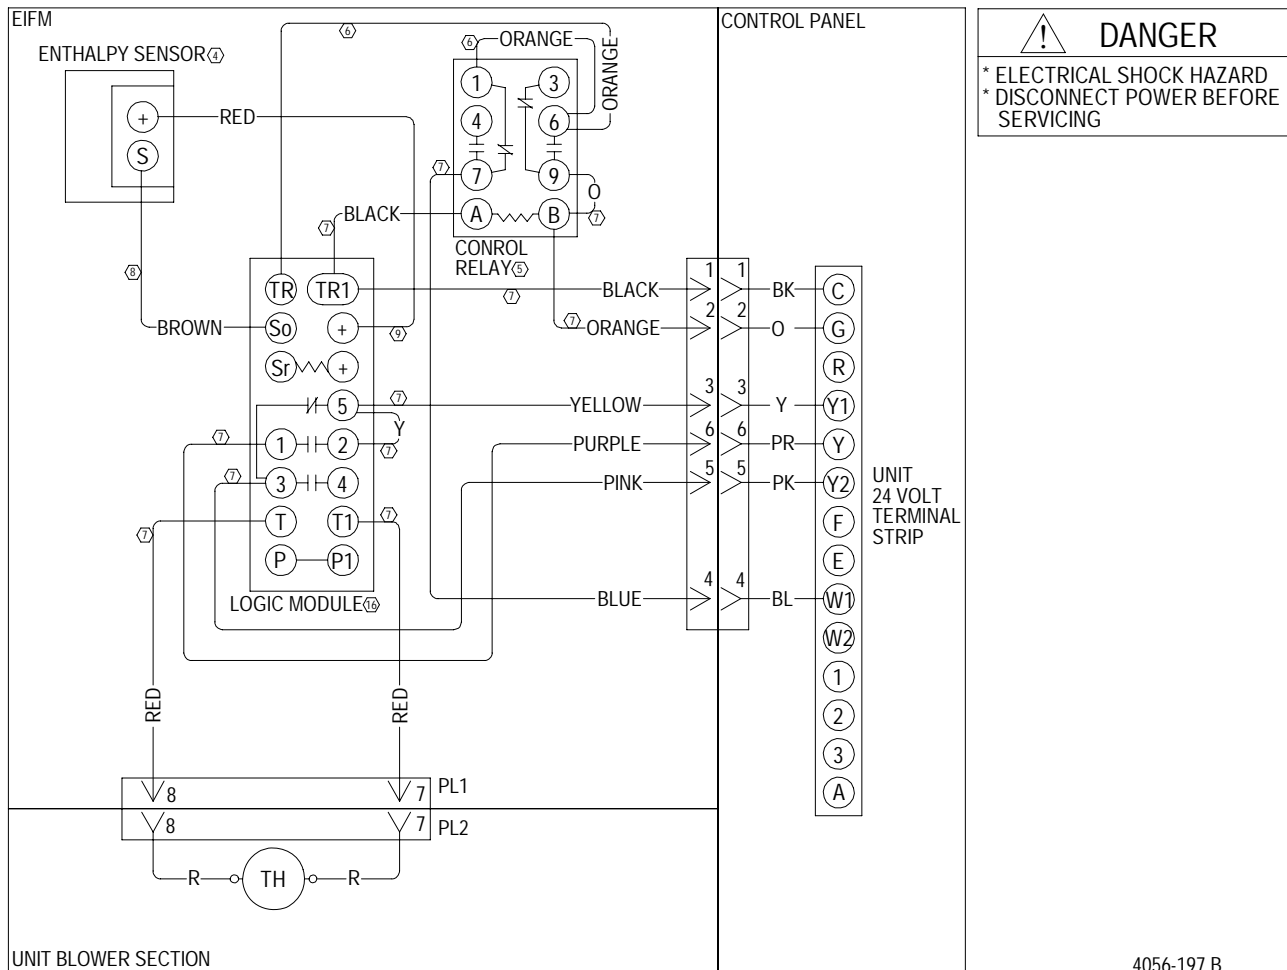 EIFM
CONTROL PANEL
DANGER
* ELECTRICAL SHOCK HAZARD
* DISCONNECT POWER BEFORE
SERVICING
ENTHALPY SENSOR 4
+
S
RED
BROWN
8
6
6
ORANGE
ORANGE
1
3
4
6
7
9
A
B
O
7
7
7
BLACK
CONROL
RELAY 5
TR
TR1
So
+
9
Sr
+
5
7
Y
1
2
7
7
3
4
7
T
T1
7
7
P
P1
LOGIC MODULE 16
7
BLACK
1
1
BK
C
7
ORANGE
2
2
O
G
R
YELLOW
3
3
Y
Y1
PURPLE
6
6
PR
Y
PINK
5
5
PK
Y2
F
E
BLUE
4
4
BL
W1
W2
1
2
3
A
UNIT
24 VOLT
TERMINAL
STRIP
RED
RED
8
7
PL1
8
7
PL2
R
TH
R
UNIT BLOWER SECTION
4056-197 B